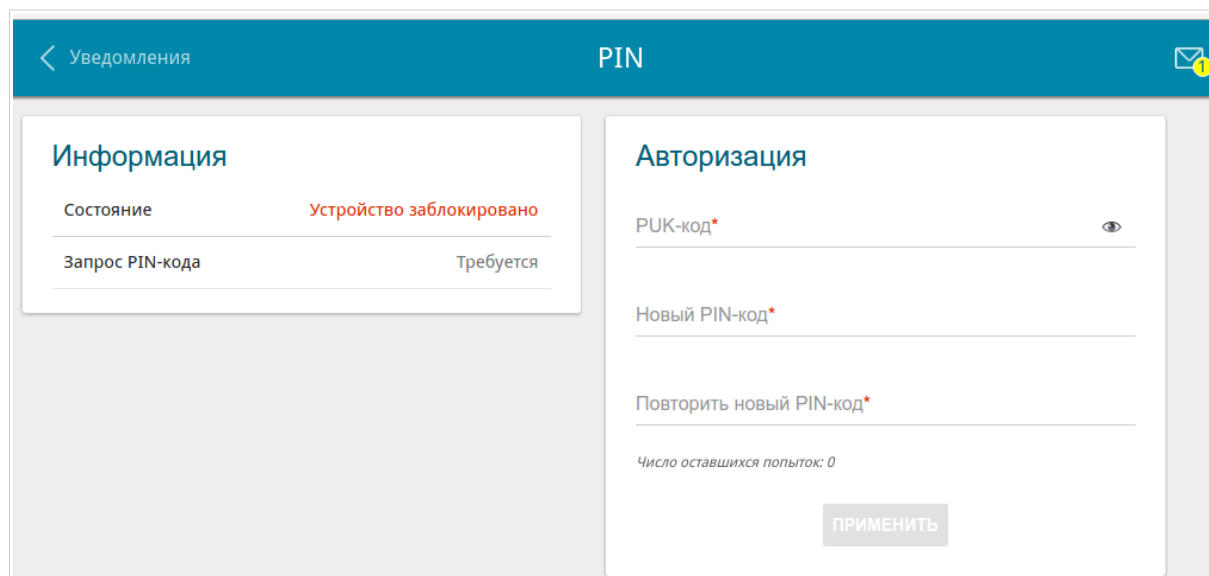 Уведомления
PIN
1
Информация
Состояние Устройство заблокировано
Запрос PIN-кода Требуется
Авторизация
PUK-код*
Новый PIN-код*
Повторить новый PIN-код*
Число оставшихся попыток: 0
ПРИМЕНИТЬ